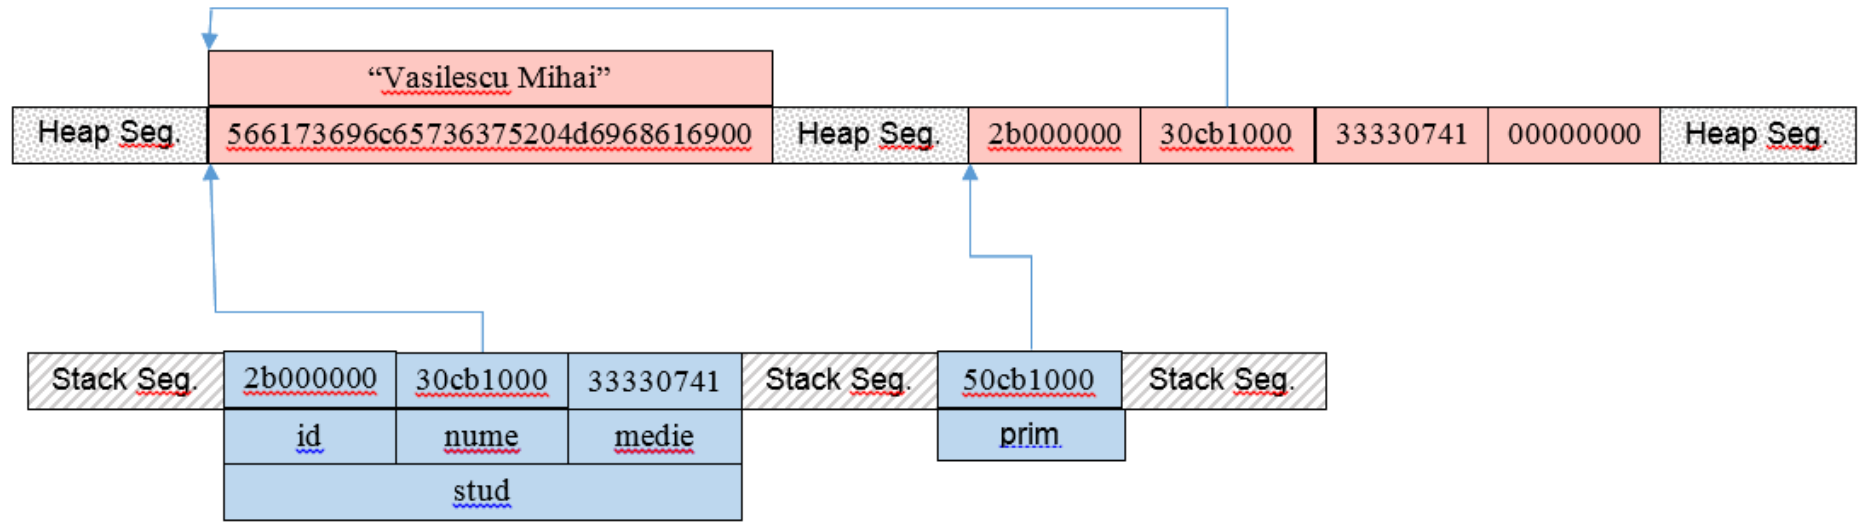 “Vasilescu Mihai”
Heap Seg. 566173696c65736375204d6968616900 Heap Seg. 2b000000 30cb1000 33330741 00000000 Heap Seg.
Stack Seg. 2b000000 30cb1000 33330741 Stack Seg. 50cb1000 Stack Seg.
id nume medie prim
stud